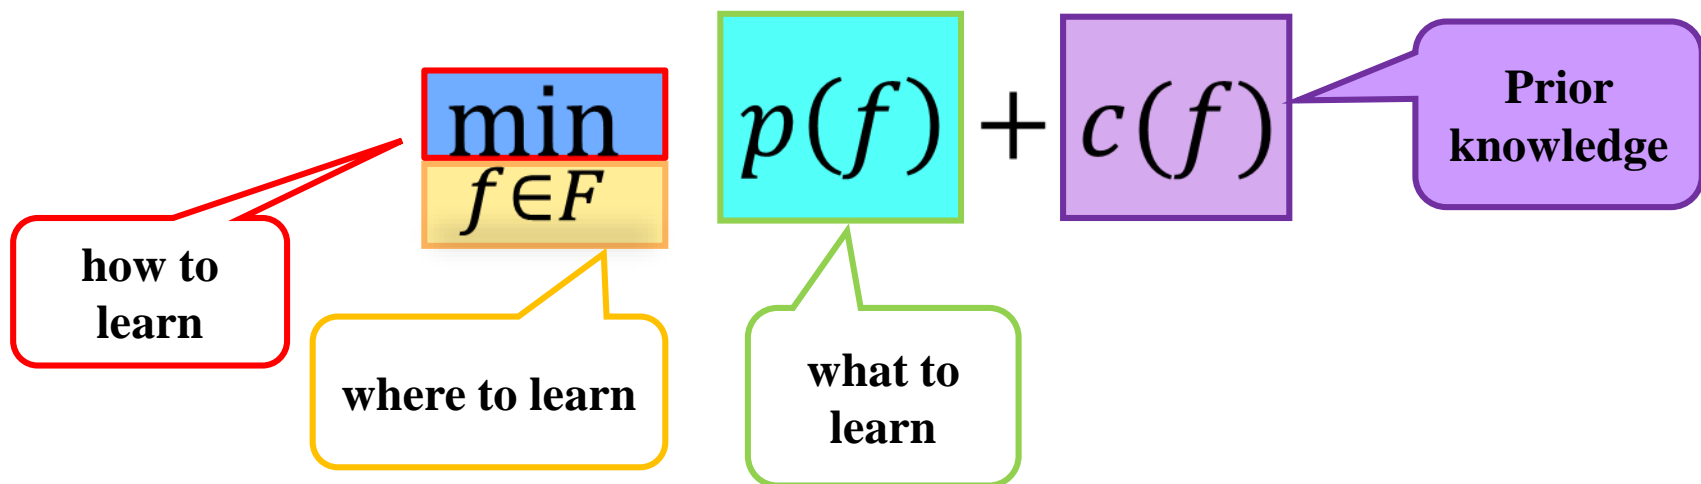 min p(f) + c(f)
f∈F
Prior
knowledge
how to
learn
where to learn
what to
learn